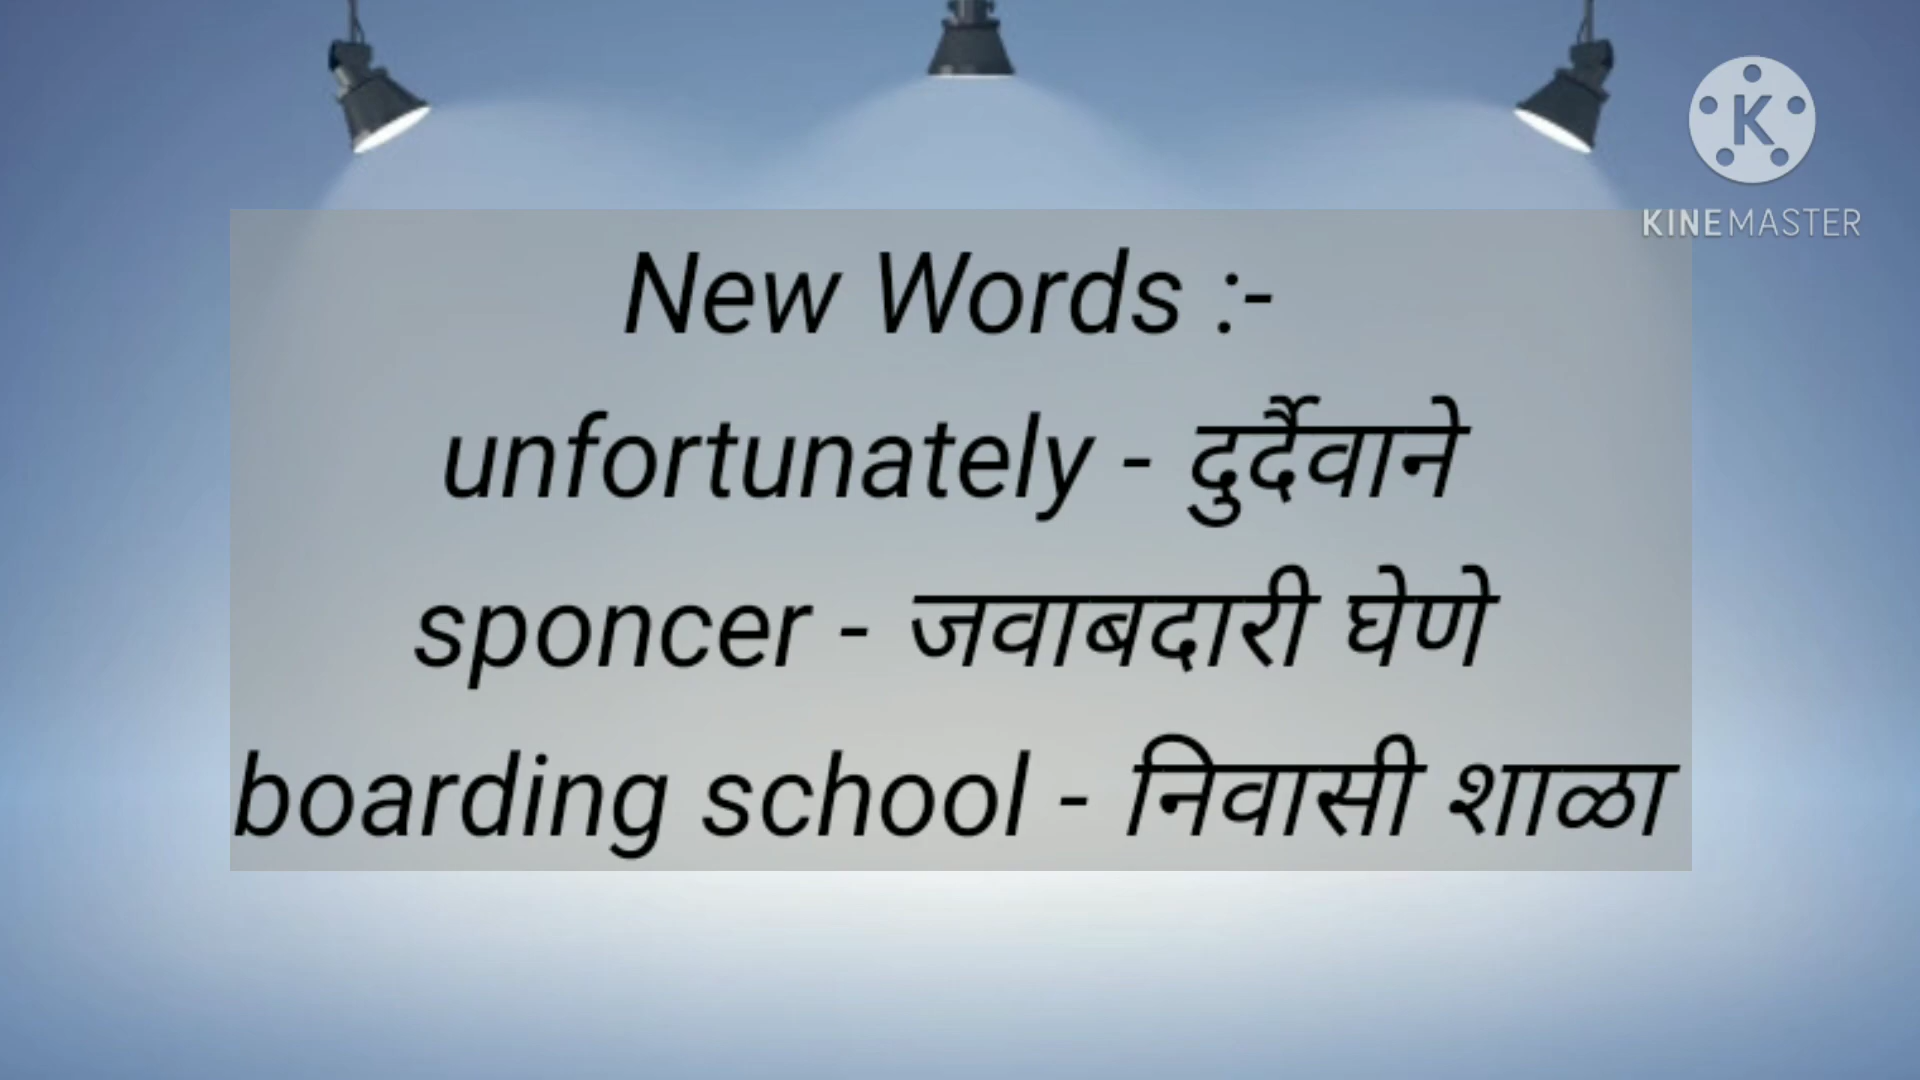 K
KINEMASTER
New Words :-
unfortunately - दुर्दैवाने
sponcer - जवाबदारी घेणे
boarding school - निवासी शाळा